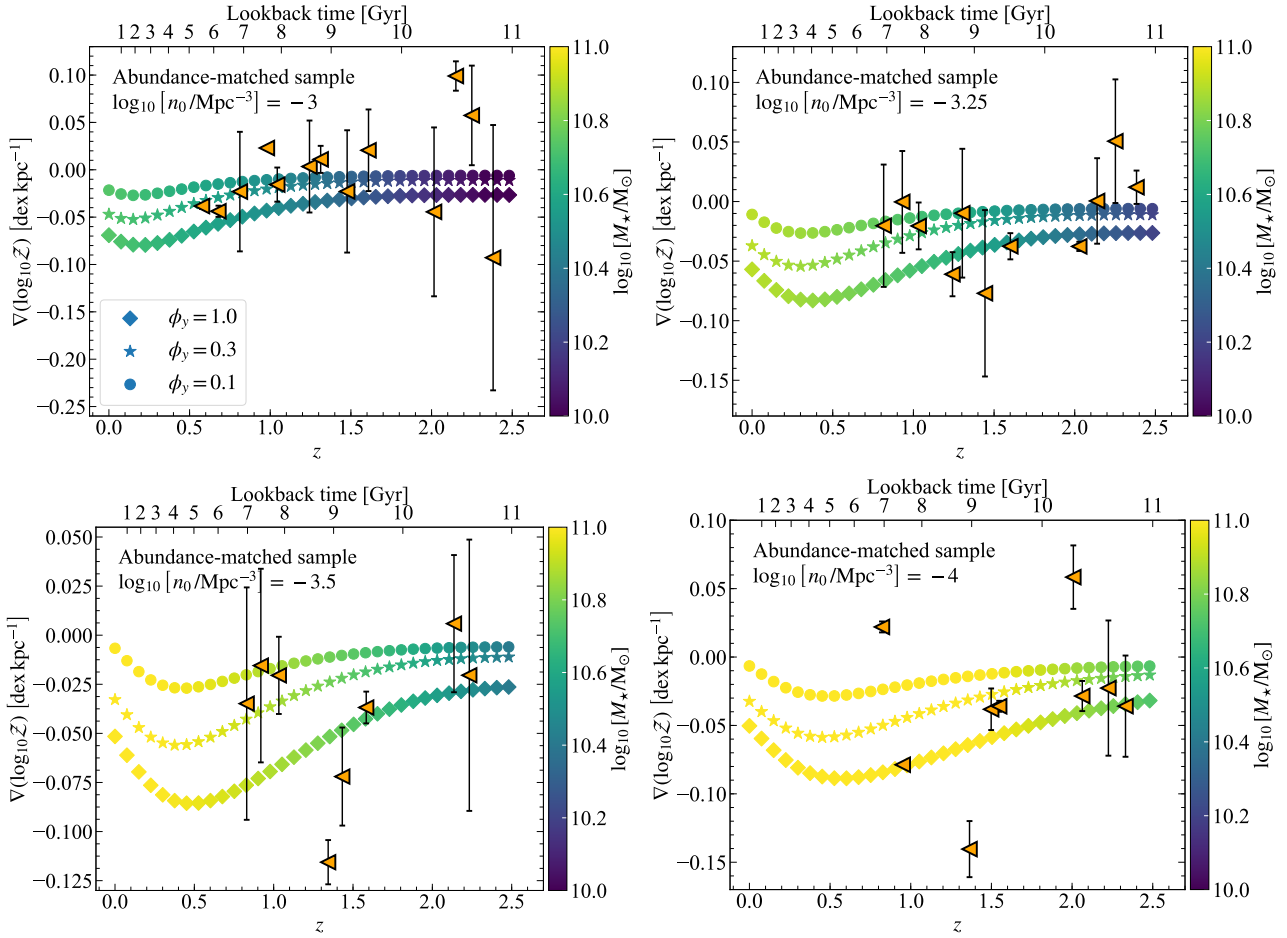 Lookback time [Gyr]
1 2 3 4 5 6 7 8 9 10 11
Abundance-matched sample
log₁₀ [n₀/Mpc⁻³] = −3
0.10
0.05
0.00
−0.05
−0.10
−0.15
−0.20
−0.25
∇(log₁₀𝒵) [dex kpc⁻¹]
ϕ_y = 1.0
ϕ_y = 0.3
ϕ_y = 0.1
0.0 0.5 1.0 1.5 2.0 2.5
z
11.0
10.8
10.6
10.4
10.2
10.0
log₁₀ [M⋆/M⊙]
Lookback time [Gyr]
1 2 3 4 5 6 7 8 9 10 11
Abundance-matched sample
log₁₀ [n₀/Mpc⁻³] = −3.25
0.10
0.05
0.00
−0.05
−0.10
−0.15
∇(log₁₀𝒵) [dex kpc⁻¹]
0.0 0.5 1.0 1.5 2.0 2.5
z
11.0
10.8
10.6
10.4
10.2
10.0
log₁₀ [M⋆/M⊙]
Lookback time [Gyr]
1 2 3 4 5 6 7 8 9 10 11
Abundance-matched sample
log₁₀ [n₀/Mpc⁻³] = −3.5
0.050
0.025
0.000
−0.025
−0.050
−0.075
−0.100
−0.125
∇(log₁₀𝒵) [dex kpc⁻¹]
0.0 0.5 1.0 1.5 2.0 2.5
z
11.0
10.8
10.6
10.4
10.2
10.0
log₁₀ [M⋆/M⊙]
Lookback time [Gyr]
1 2 3 4 5 6 7 8 9 10 11
Abundance-matched sample
log₁₀ [n₀/Mpc⁻³] = −4
0.10
0.05
0.00
−0.05
−0.10
−0.15
∇(log₁₀𝒵) [dex kpc⁻¹]
0.0 0.5 1.0 1.5 2.0 2.5
z
11.0
10.8
10.6
10.4
10.2
10.0
log₁₀ [M⋆/M⊙]